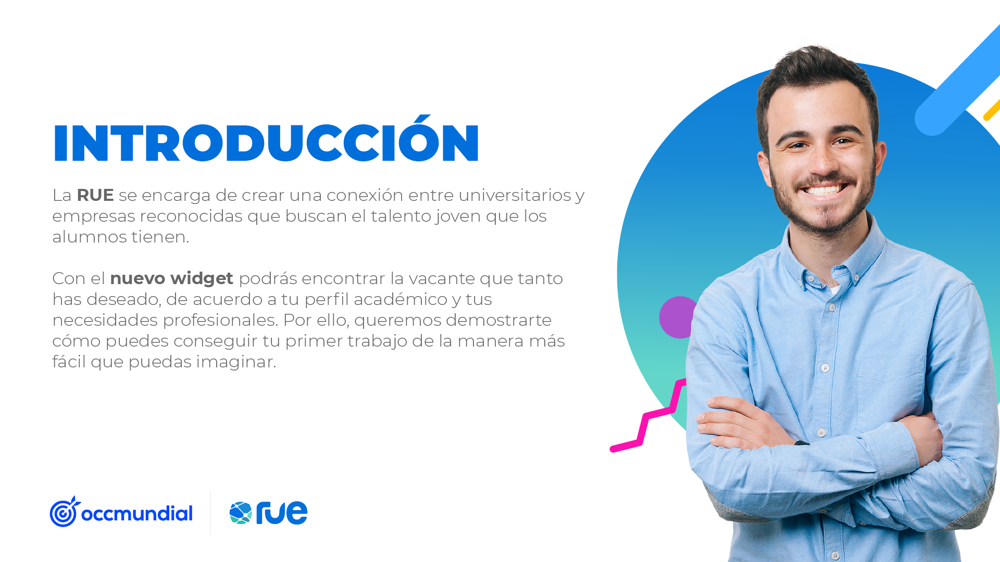 INTRODUCCIÓN
La RUE se encarga de crear una conexión entre universitarios y
empresas reconocidas que buscan el talento joven que los
alumnos tienen.
Con el nuevo widget podrás encontrar la vacante que tanto
has deseado, de acuerdo a tu perfil académico y tus
necesidades profesionales. Por ello, queremos demostrarte
cómo puedes conseguir tu primer trabajo de la manera más
fácil que puedas imaginar.
occmundial
rue